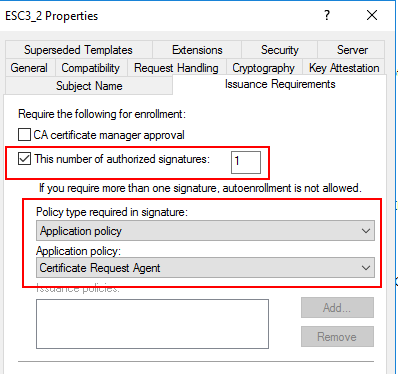 ESC3_2 Properties
Superseded Templates Extensions Security Server
General Compatibility Request Handling Cryptography Key Attestation
Subject Name Issuance Requirements
Require the following for enrollment:
CA certificate manager approval
This number of authorized signatures: 1
If you require more than one signature, autoenrollment is not allowed.
Policy type required in signature:
Application policy
Application policy:
Certificate Request Agent
Issuance policies:
Add...
Remove